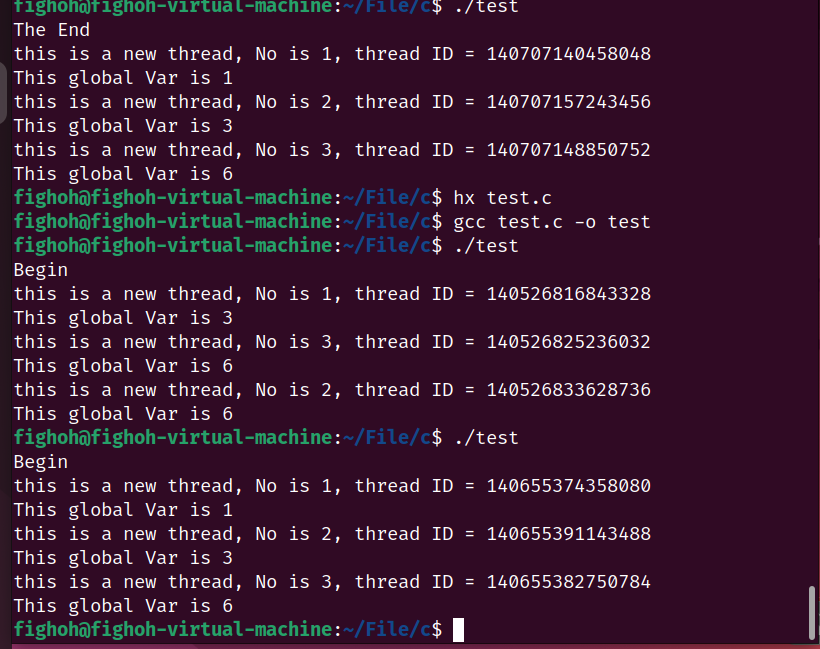 fighoh@fighoh-virtual-machine:~/File/c$ ./test
The End
this is a new thread, No is 1, thread ID = 140707140458048
This global Var is 1
this is a new thread, No is 2, thread ID = 140707157243456
This global Var is 3
this is a new thread, No is 3, thread ID = 140707148850752
This global Var is 6
fighoh@fighoh-virtual-machine:~/File/c$ hx test.c
fighoh@fighoh-virtual-machine:~/File/c$ gcc test.c -o test
fighoh@fighoh-virtual-machine:~/File/c$ ./test
Begin
this is a new thread, No is 1, thread ID = 140526816843328
This global Var is 3
this is a new thread, No is 3, thread ID = 140526825236032
This global Var is 6
this is a new thread, No is 2, thread ID = 140526833628736
This global Var is 6
fighoh@fighoh-virtual-machine:~/File/c$ ./test
Begin
this is a new thread, No is 1, thread ID = 140655374358080
This global Var is 1
this is a new thread, No is 2, thread ID = 140655391143488
This global Var is 3
this is a new thread, No is 3, thread ID = 140655382750784
This global Var is 6
fighoh@fighoh-virtual-machine:~/File/c$